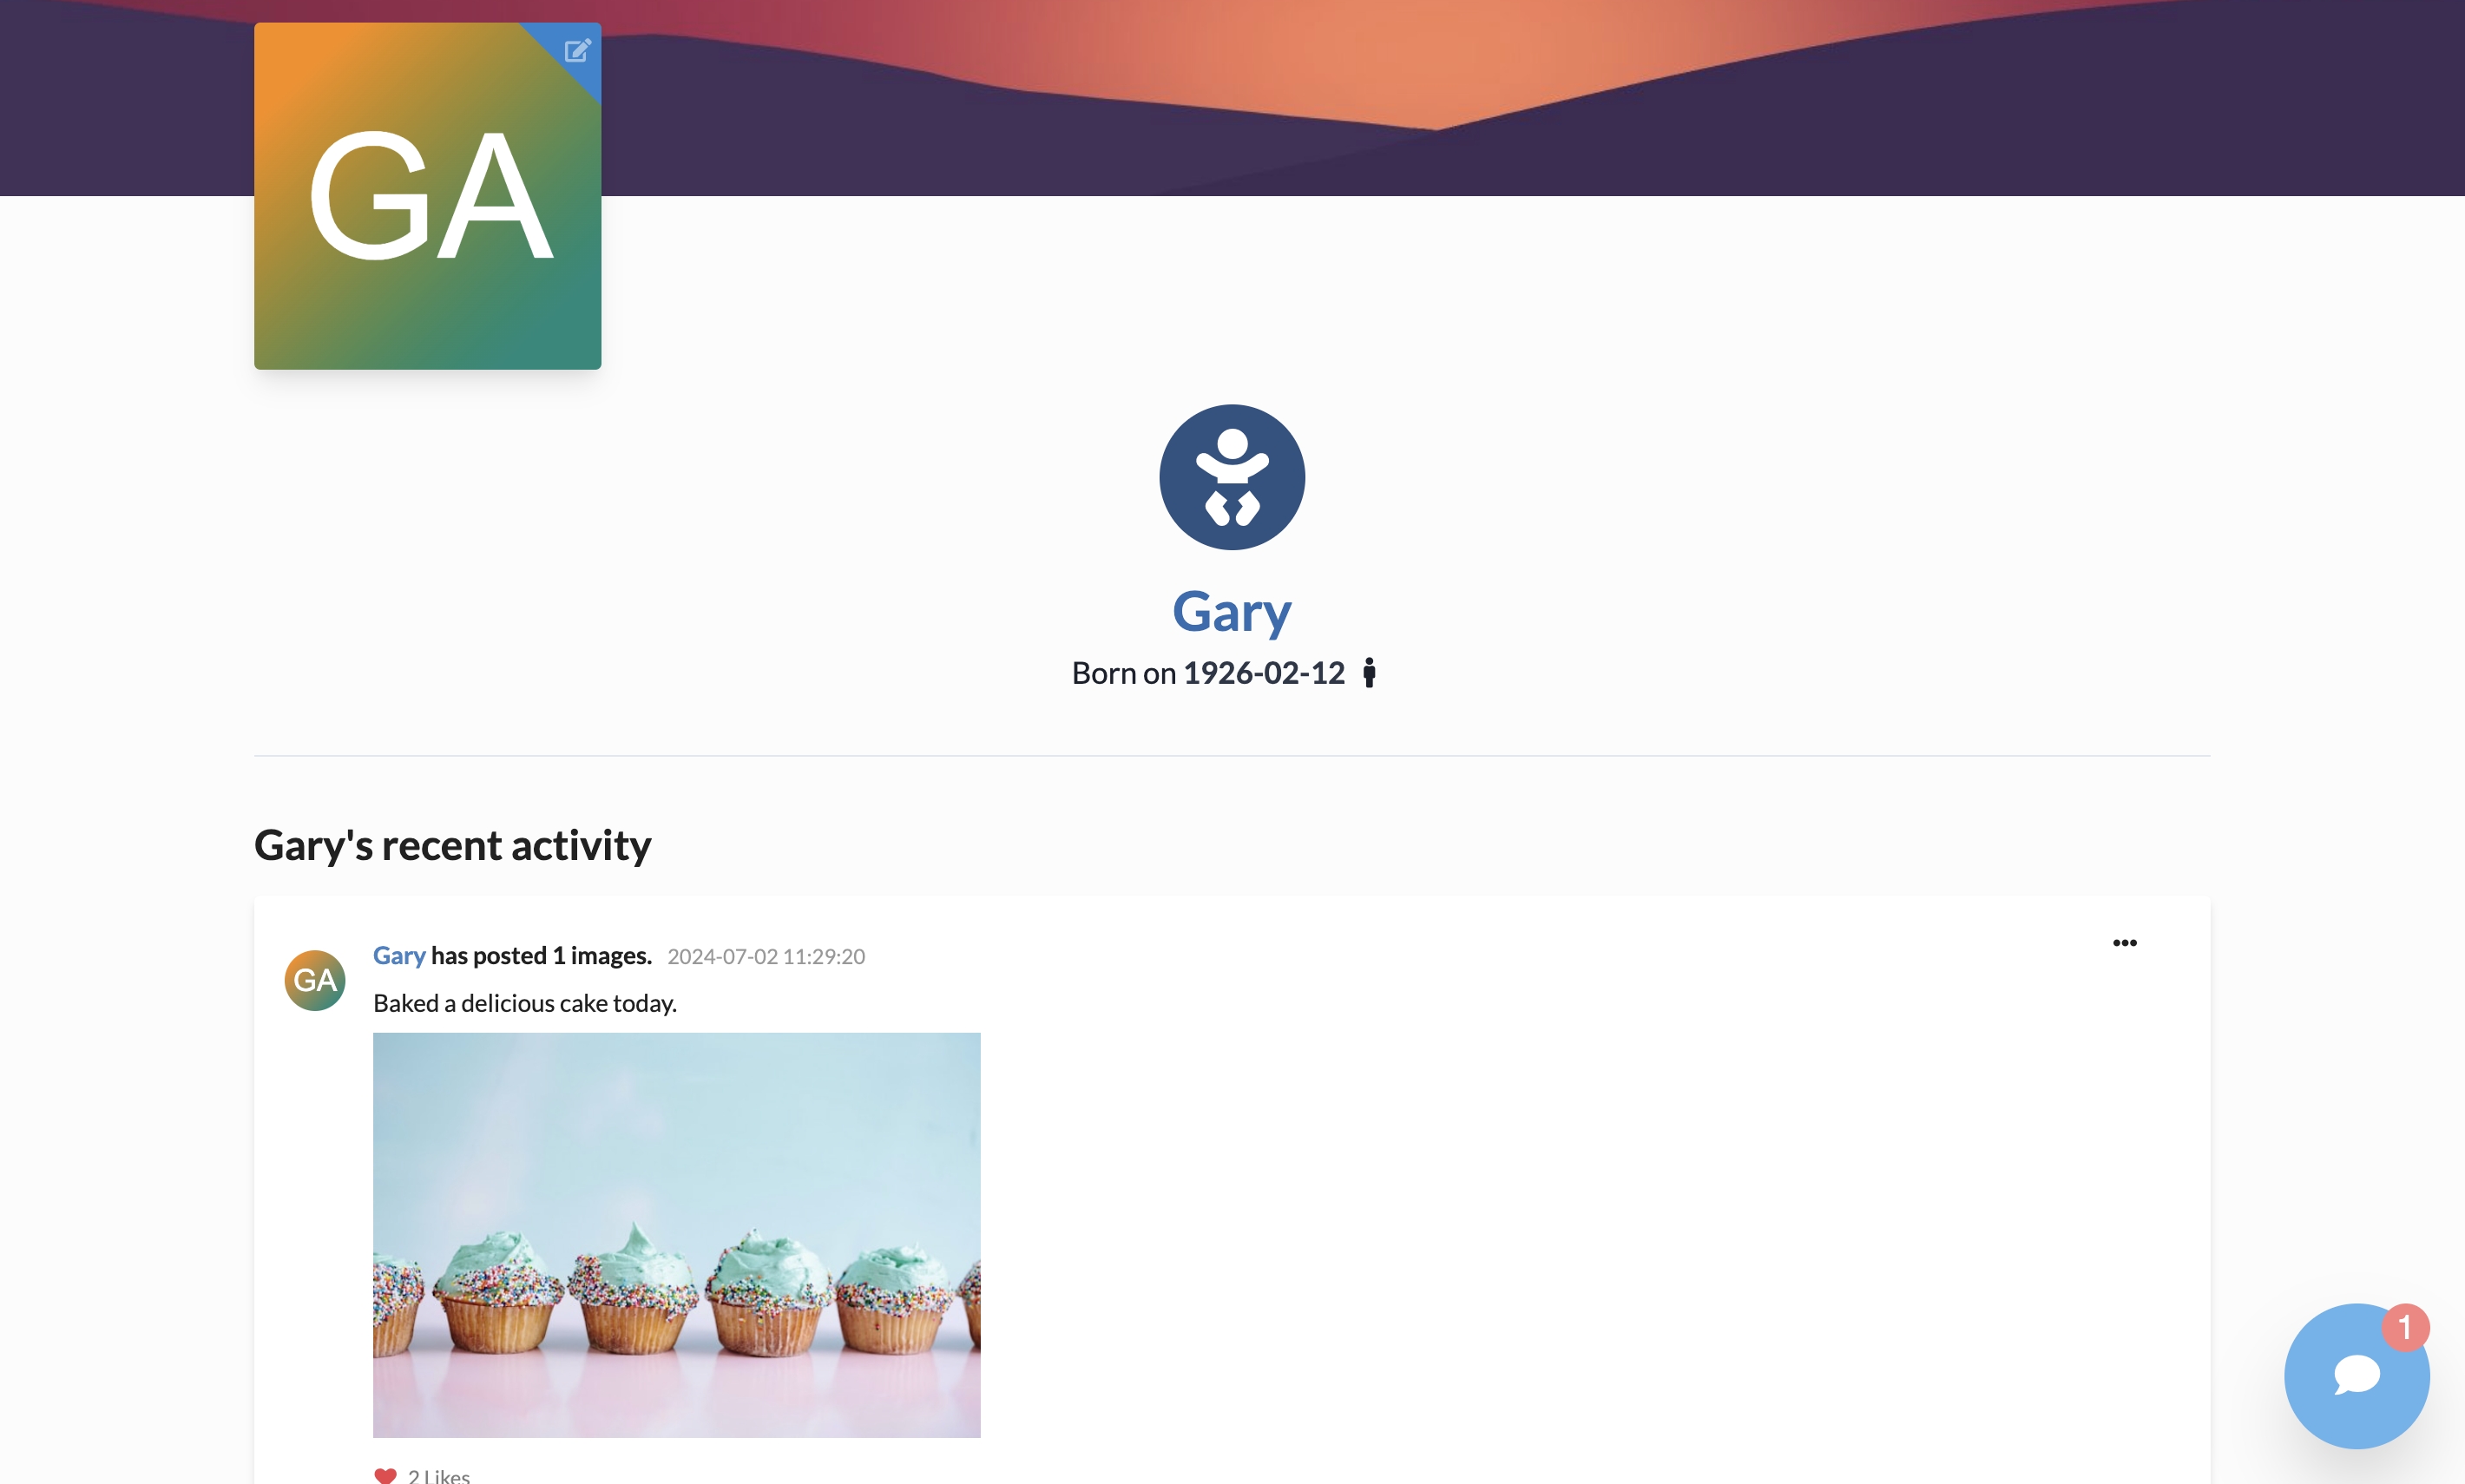 GA
Gary
Born on 1926-02-12
Gary's recent activity
GA
Gary has posted 1 images. 2024-07-02 11:29:20
Baked a delicious cake today.
2 Likes
1